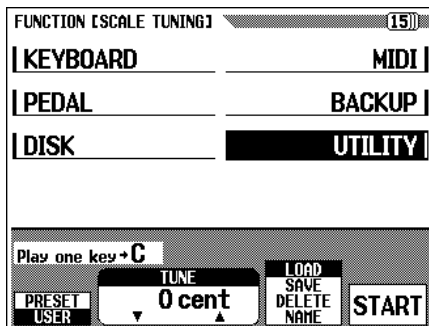 FUNCTION [SCALE TUNING] 15
KEYBOARD MIDI
PEDAL BACKUP
DISK UTILITY
Play one key→C
TUNE
0 cent
▼ ▲
PRESET
USER
LOAD
SAVE
DELETE
NAME
START